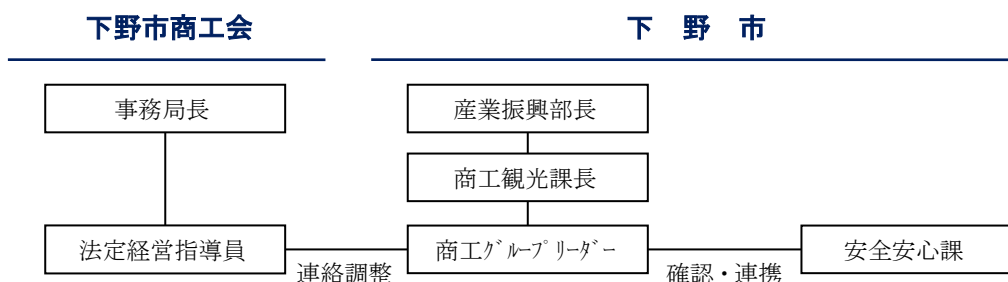 下野市商工会
下 野 市
事務局長
産業振興部長
商工観光課長
法定経営指導員
商工ｸﾞﾙｰﾌﾟﾘｰﾀﾞｰ
安全安心課
連絡調整
確認・連携